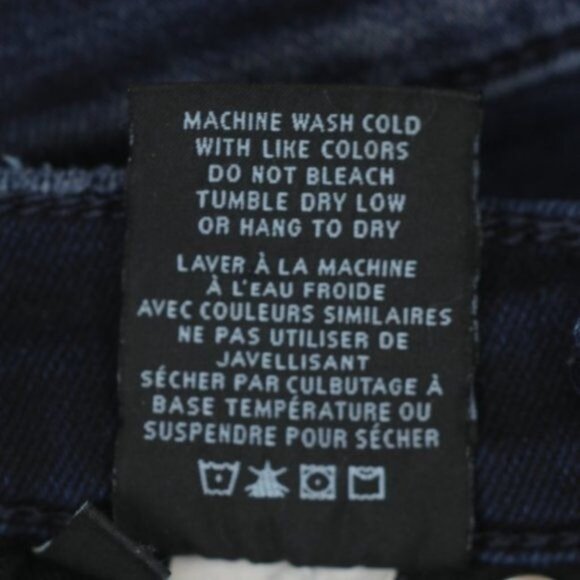 MACHINE WASH COLD
WITH LIKE COLORS
DO NOT BLEACH
TUMBLE DRY LOW
OR HANG TO DRY
LAVER À LA MACHINE
À L'EAU FROIDE
AVEC COULEURS SIMILAIRES
NE PAS UTILISER DE
JAVELLISANT
SÉCHER PAR CULBUTAGE À
BASE TEMPÉRATURE OU
SUSPENDRE POUR SÉCHER